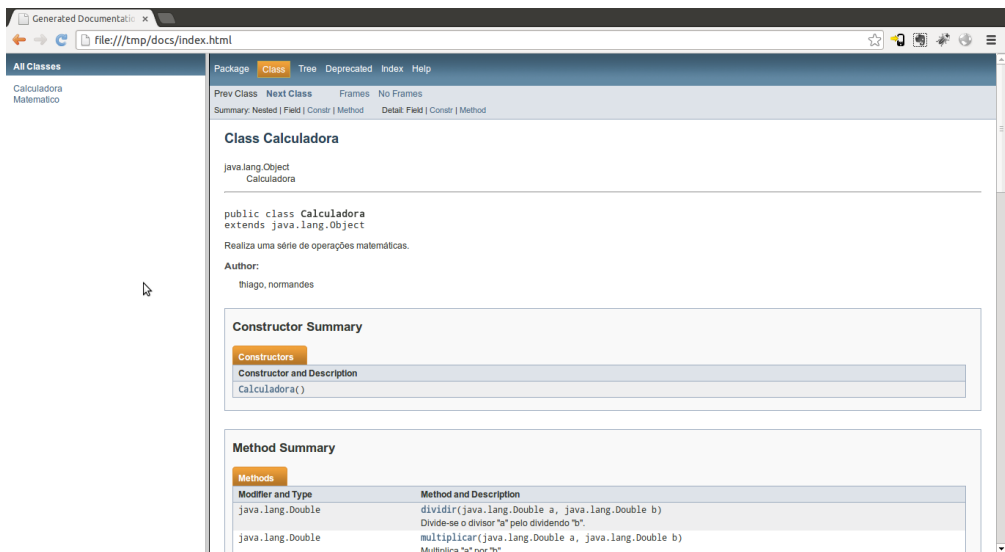 Generated Documentatio ×
file:///tmp/docs/index.html
All Classes
Calculadora
Matematico
Package Class Tree Deprecated Index Help
Prev Class Next Class Frames No Frames
Summary: Nested | Field | Constr | Method Detail: Field | Constr | Method
Class Calculadora
java.lang.Object
Calculadora
public class Calculadora
extends java.lang.Object
Realiza uma série de operações matemáticas.
Author:
thiago, normandes
Constructor Summary
Constructors
Constructor and Description
Calculadora()
Method Summary
Methods
Modifier and Type Method and Description
java.lang.Double dividir(java.lang.Double a, java.lang.Double b)
Divide-se o divisor "a" pelo dividendo "b".
java.lang.Double multiplicar(java.lang.Double a, java.lang.Double b)
Multiplica "a" por "b"